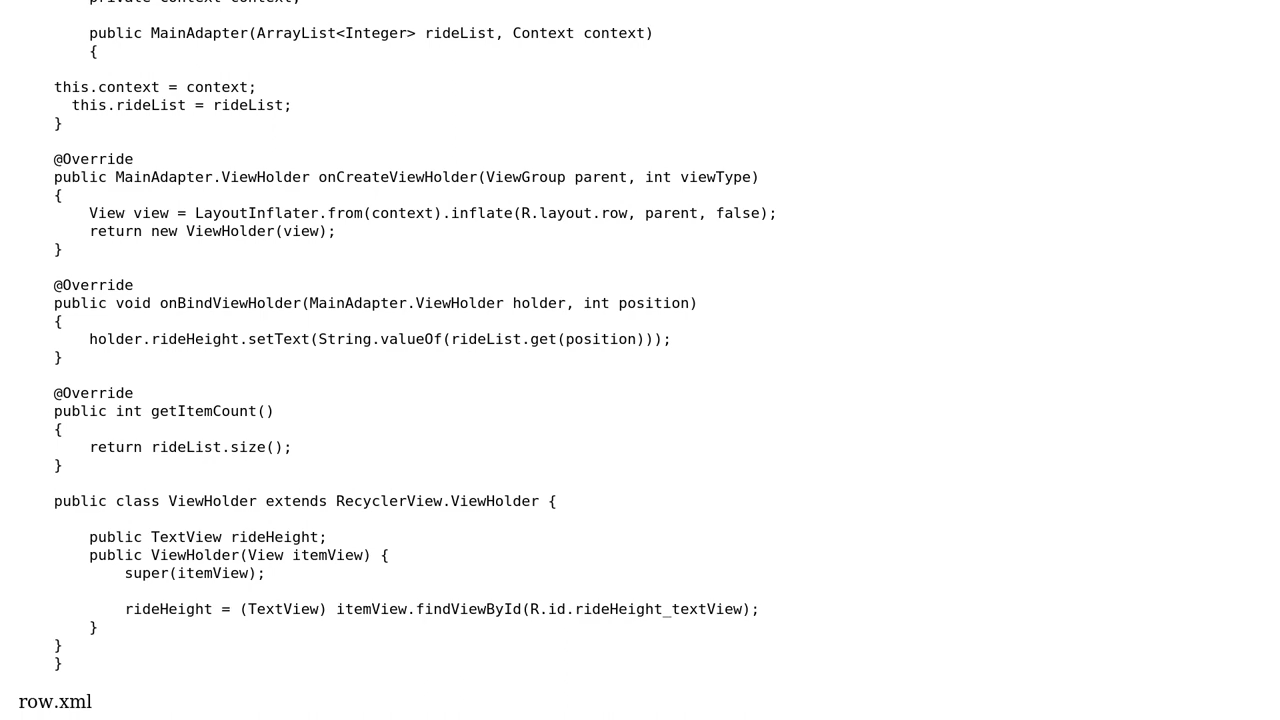 private Context context;
public MainAdapter(ArrayList<Integer> rideList, Context context)
{
this.context = context;
this.rideList = rideList;
}
@Override
public MainAdapter.ViewHolder onCreateViewHolder(ViewGroup parent, int viewType)
{
View view = LayoutInflater.from(context).inflate(R.layout.row, parent, false);
return new ViewHolder(view);
}
@Override
public void onBindViewHolder(MainAdapter.ViewHolder holder, int position)
{
holder.rideHeight.setText(String.valueOf(rideList.get(position)));
}
@Override
public int getItemCount()
{
return rideList.size();
}
public class ViewHolder extends RecyclerView.ViewHolder {
public TextView rideHeight;
public ViewHolder(View itemView) {
super(itemView);
rideHeight = (TextView) itemView.findViewById(R.id.rideHeight_textView);
}
}
}
row.xml